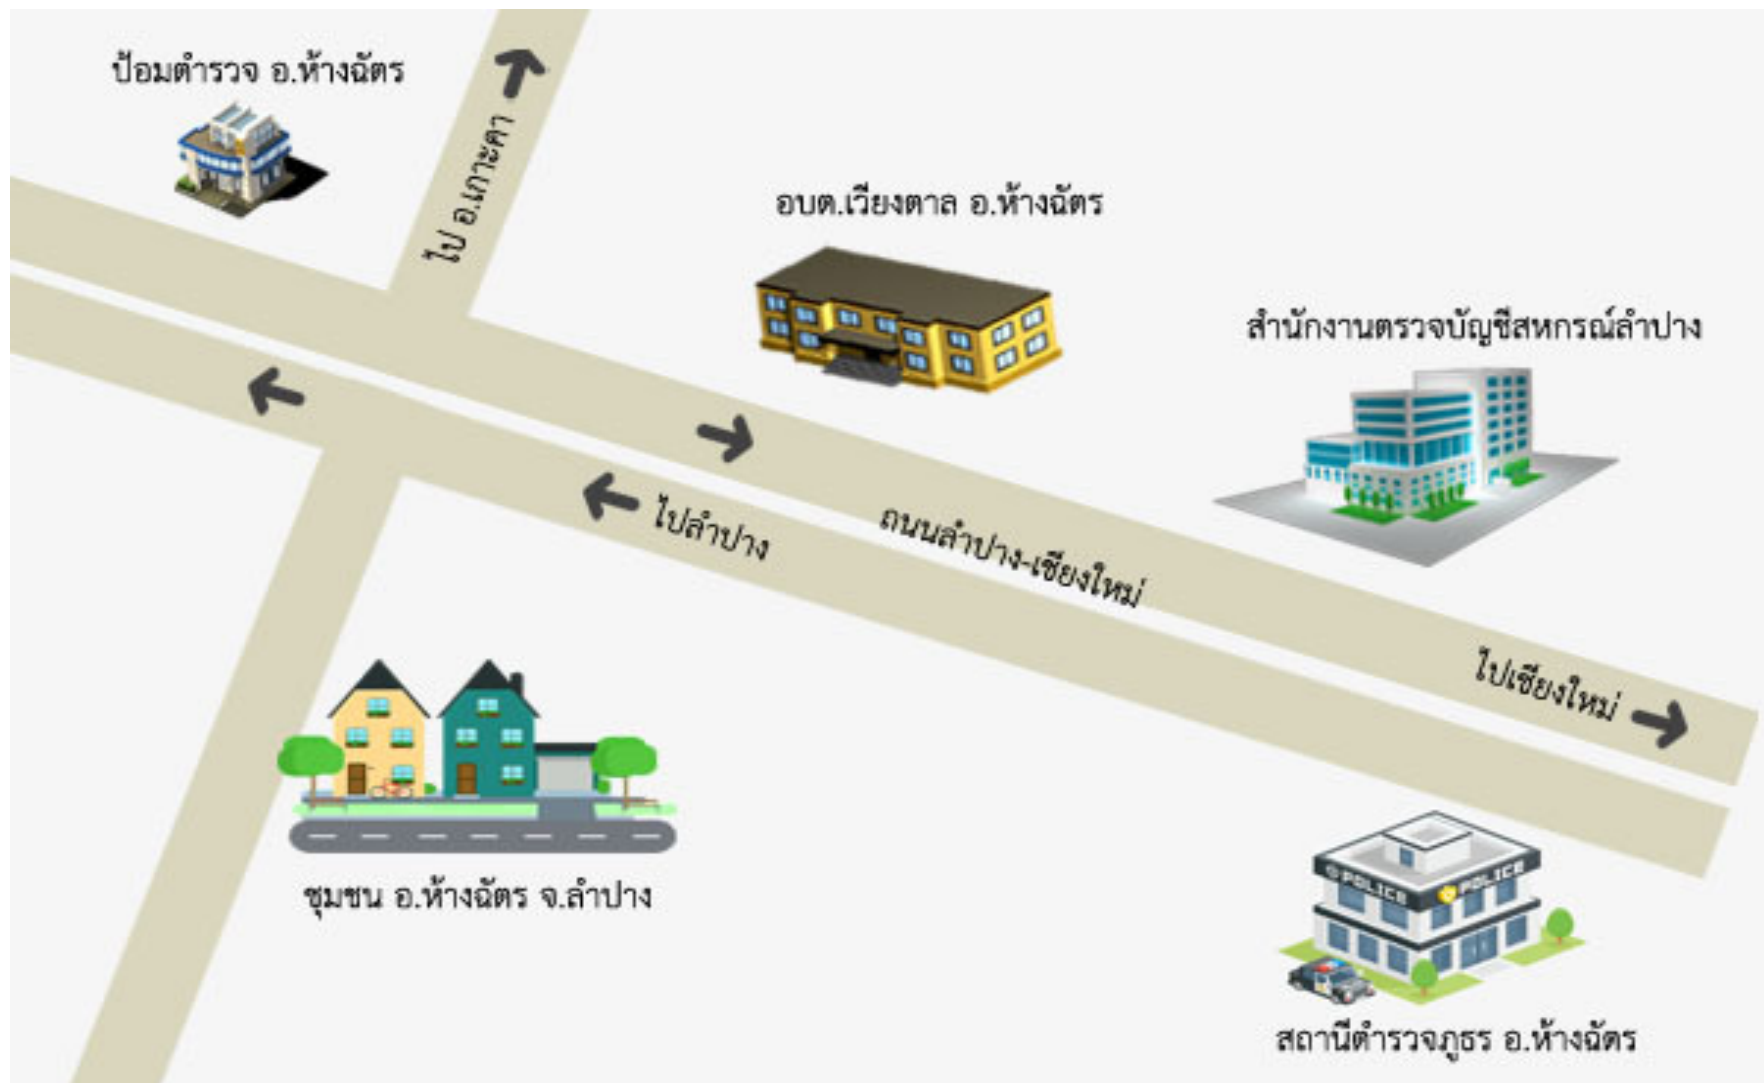 ป้อมตำรวจ อ.ห้างฉัตร
ไป อ.เกาะคา
อบต.เวียงตาล อ.ห้างฉัตร
สำนักงานตรวจบัญชีสหกรณ์ลำปาง
ไปลำปาง
ถนนลำปาง-เชียงใหม่
ไปเชียงใหม่
ชุมชน อ.ห้างฉัตร จ.ลำปาง
POLICE
POLICE
สถานีตำรวจภูธร อ.ห้างฉัตร